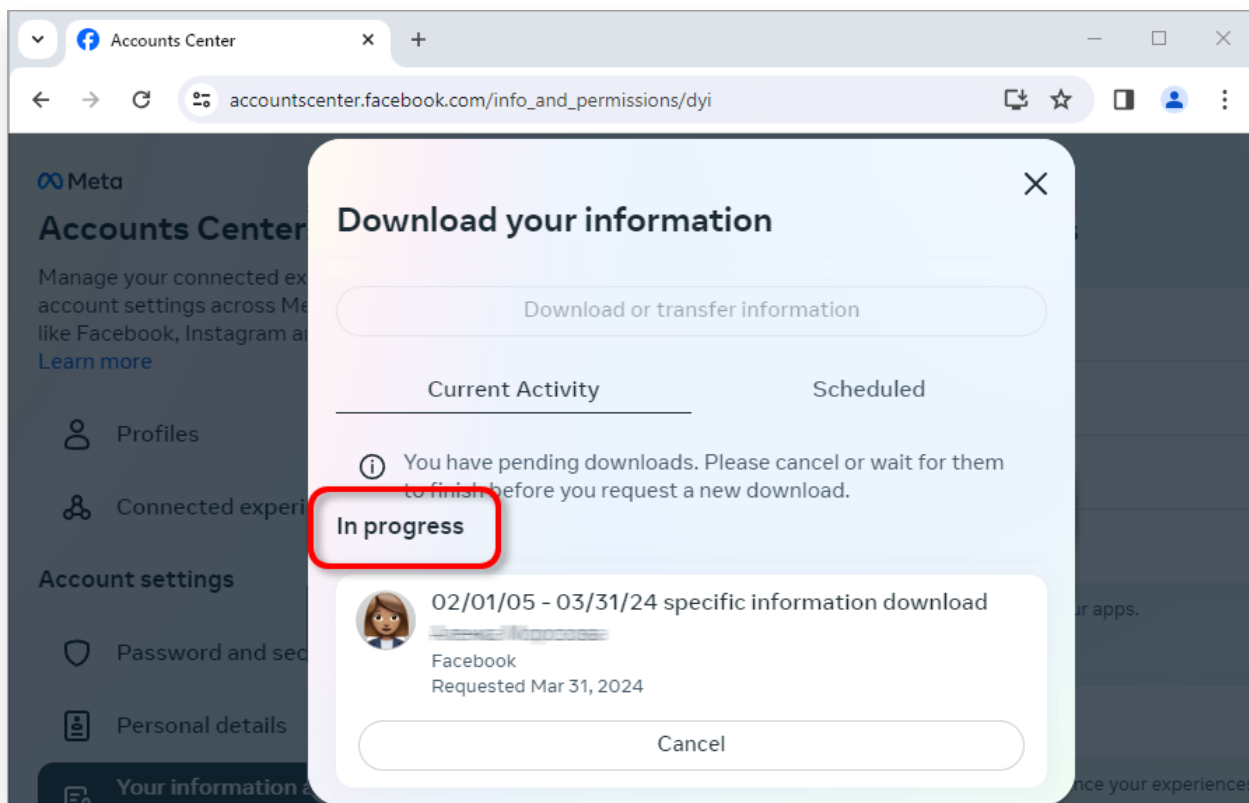 Accounts Center
accountscenter.facebook.com/info_and_permissions/dyi
Meta
Accounts Center
Manage your connected ex
account settings across Me
like Facebook, Instagram a
Learn more
Profiles
Connected experi
Account settings
Password and sec
Personal details
Your information a
Download your information
Download or transfer information
Current Activity
Scheduled
You have pending downloads. Please cancel or wait for them
to finish before you request a new download.
In progress
02/01/05 - 03/31/24 specific information download
Facebook
Requested Mar 31, 2024
Cancel
ur apps.
nce your experiences